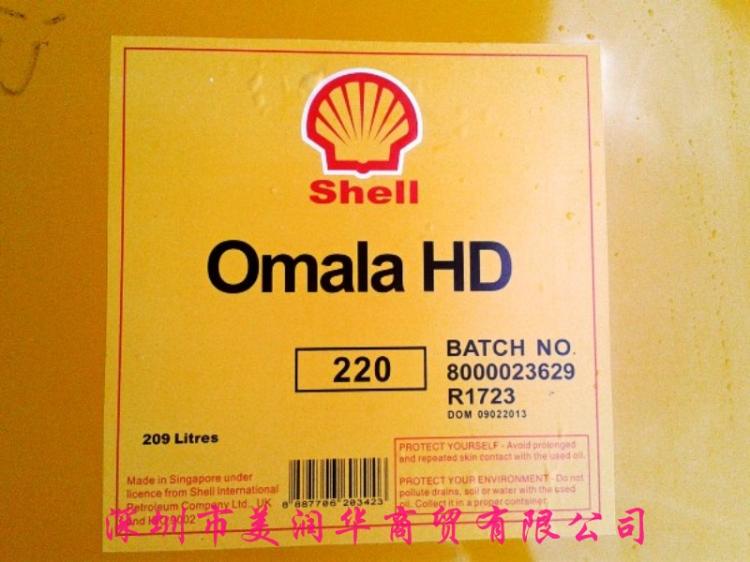 Shell
Omala HD
220
BATCH NO.
8000023629
R1723
DOM 09022013
209 Litres
PROTECT YOURSELF - Avoid prolonged
and repeated skin contact with the used oil.
PROTECT YOUR ENVIRONMENT - Do not
pollute drains, soil or water with the used
oil. Collect it in a proper container.
Made in Singapore under
licence from Shell International
Petroleum Company Ltd., UK
And
8 887706 203423
深圳市美润华商贸有限公司